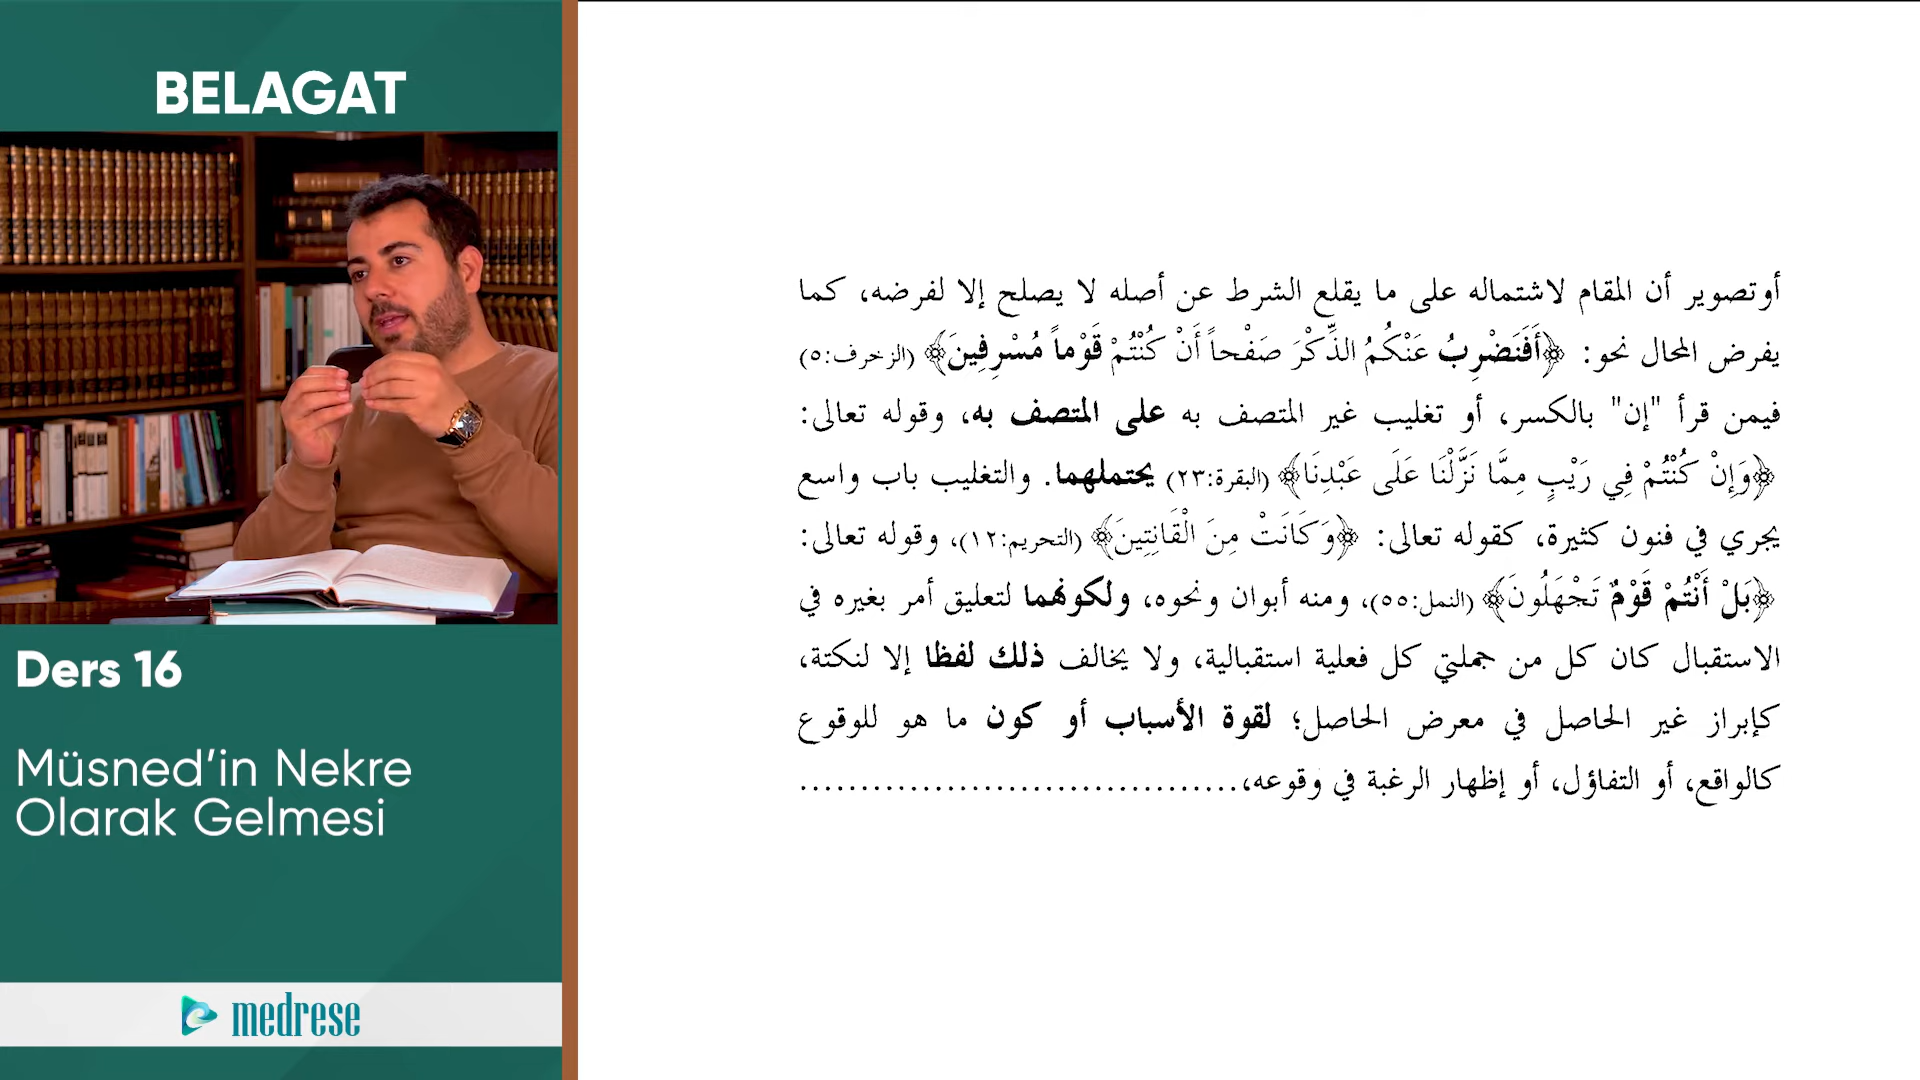 BELAGAT
Ders 16
Müsned’in Nekre
Olarak Gelmesi
medrese
أوتصوير أن المقام لاشتماله على ما يقلع الشرط عن أصله لا يصلح إلا لفرضه، كما
يفرض المحال نحو: ﴿أَفَنَضْرِبُ عَنْكُمُ الذِّكْرَ صَفْحاً أَنْ كُنْتُمْ قَوْماً مُسْرِفِينَ﴾ (الزخرف:٥)
فيمن قرأ "إن" بالكسر، أو تغليب غير المتصف به على المتصف به، وقوله تعالى:
﴿وَإِنْ كُنْتُمْ فِي رَيْبٍ مِمَّا نَزَّلْنَا عَلَى عَبْدِنَا﴾ (البقرة:٢٣) يحتملهما. والتغليب باب واسع
يجري في فنون كثيرة، كقوله تعالى: ﴿وَكَانَتْ مِنَ الْقَانِتِينَ﴾ (التحريم:١٢)، وقوله تعالى:
﴿بَلْ أَنْتُمْ قَوْمٌ تَجْهَلُونَ﴾ (النمل:٥٥)، ومنه أبوان ونحوه، ولكونهما لتعليق أمر بغيره في
الاستقبال كان كل من جملتي كل فعلية استقبالية، ولا يخالف ذلك لفظا إلا لنكتة،
كإبراز غير الحاصل في معرض الحاصل؛ لقوة الأسباب أو كون ما هو للوقوع
كالواقع، أو التفاؤل، أو إظهار الرغبة في وقوعه،....................................